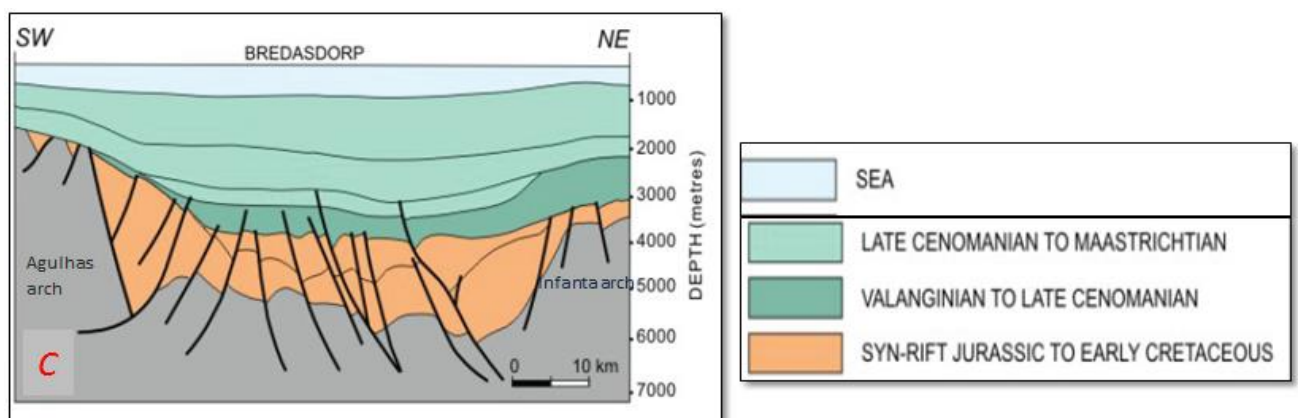 SW
BREDASDORP
NE
1000
2000
3000
4000
5000
6000
7000
DEPTH (metres)
Agulhas
arch
Infanta arch
C
0 10 km
SEA
LATE CENOMANIAN TO MAASTRICHTIAN
VALANGINIAN TO LATE CENOMANIAN
SYN-RIFT JURASSIC TO EARLY CRETACEOUS